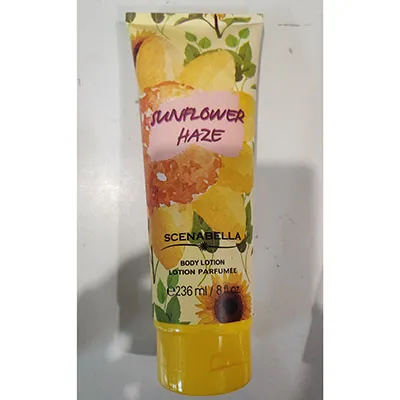 SUNFLOWER
HAZE
SCENABELLA
BODY LOTION
LOTION PARFUMÉE
℮236 ml / 8 fl.oz